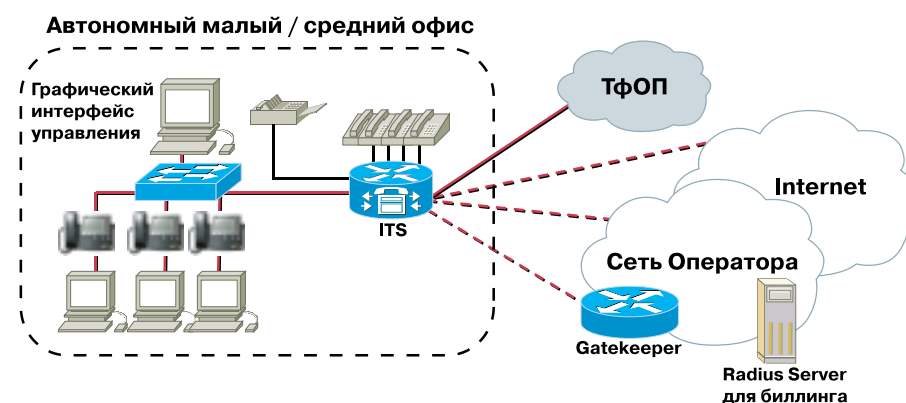 Автономный малый / средний офис
Графический
интерфейс
управления
ТфОП
Internet
ITS
Сеть Оператора
Gatekeeper
Radius Server
для биллинга